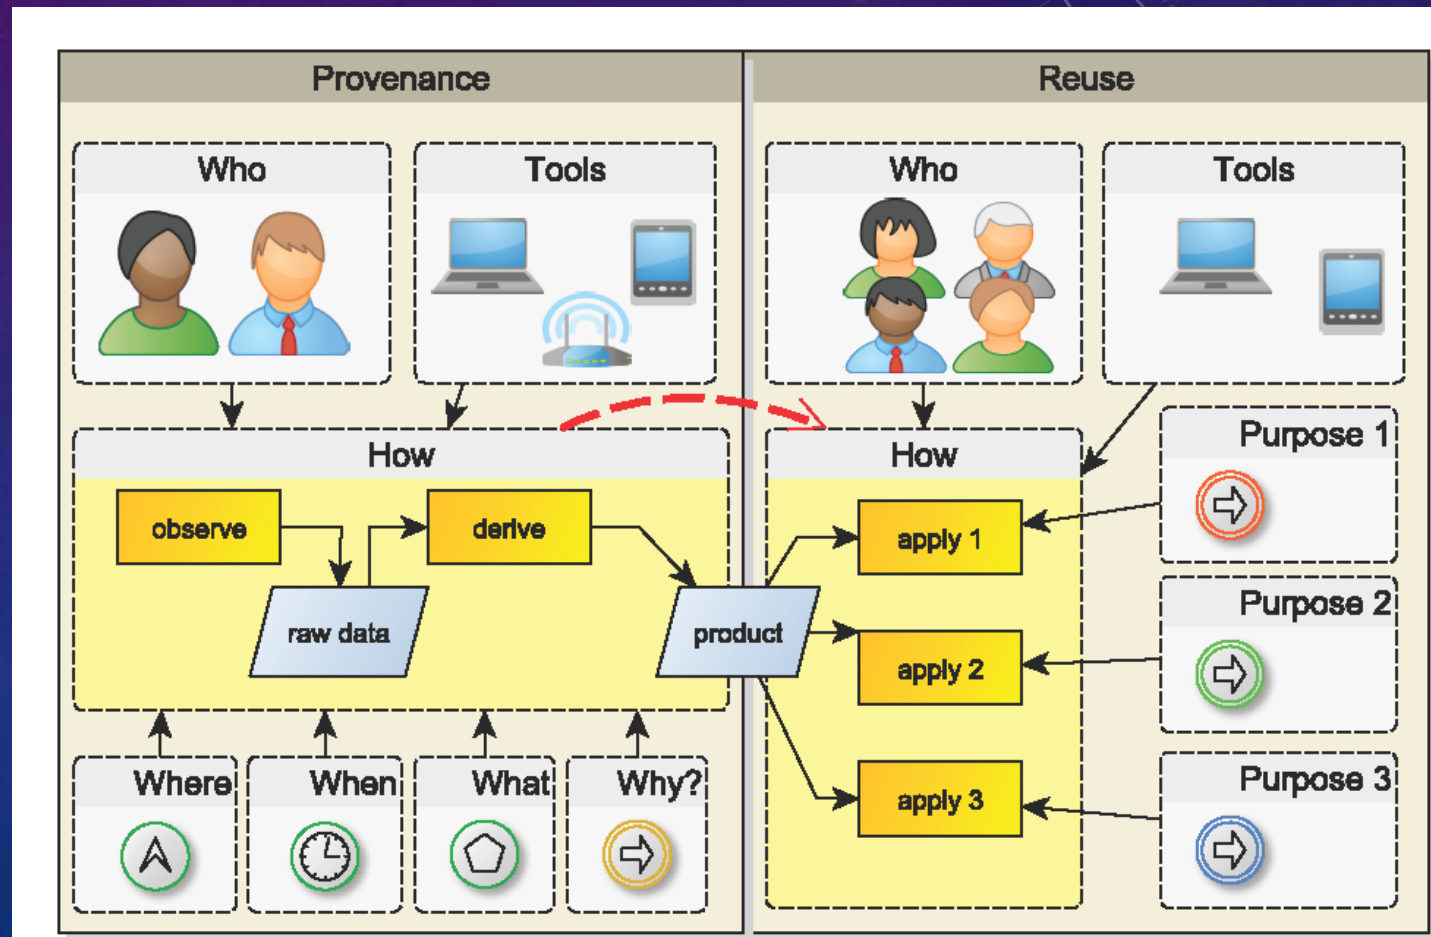 Provenance
Reuse
Who
Tools
Who
Tools
How
observe
derive
raw data
product
Where
When
What
Why?
How
apply 1
apply 2
apply 3
Purpose 1
Purpose 2
Purpose 3